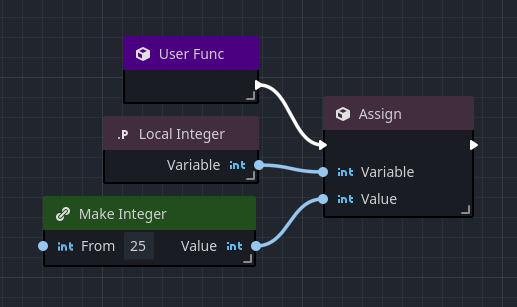 User Func
.P Local Integer
Variable int
Assign
int Variable
int Value
Make Integer
int From 25 Value int